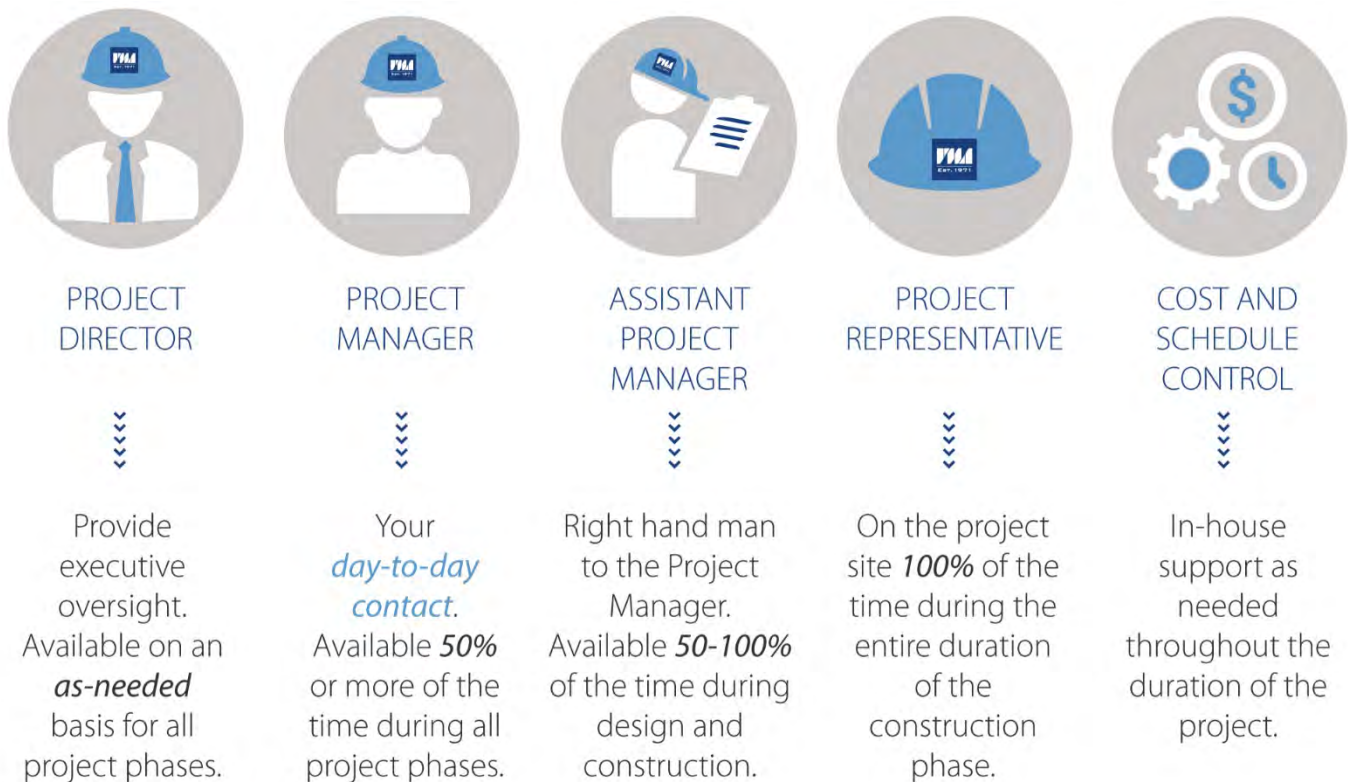 PROJECT
DIRECTOR
Provide
executive
oversight.
Available on an
as-needed
basis for all
project phases.
PROJECT
MANAGER
Your
day-to-day
contact.
Available 50%
or more of the
time during all
project phases.
ASSISTANT
PROJECT
MANAGER
Right hand man
to the Project
Manager.
Available 50-100%
of the time during
design and
construction.
VMA
EST. 1971
PROJECT
REPRESENTATIVE
On the project
site 100% of the
time during the
entire duration
of the
construction
phase.
$
COST AND
SCHEDULE
CONTROL
In-house
support as
needed
throughout the
duration of the
project.